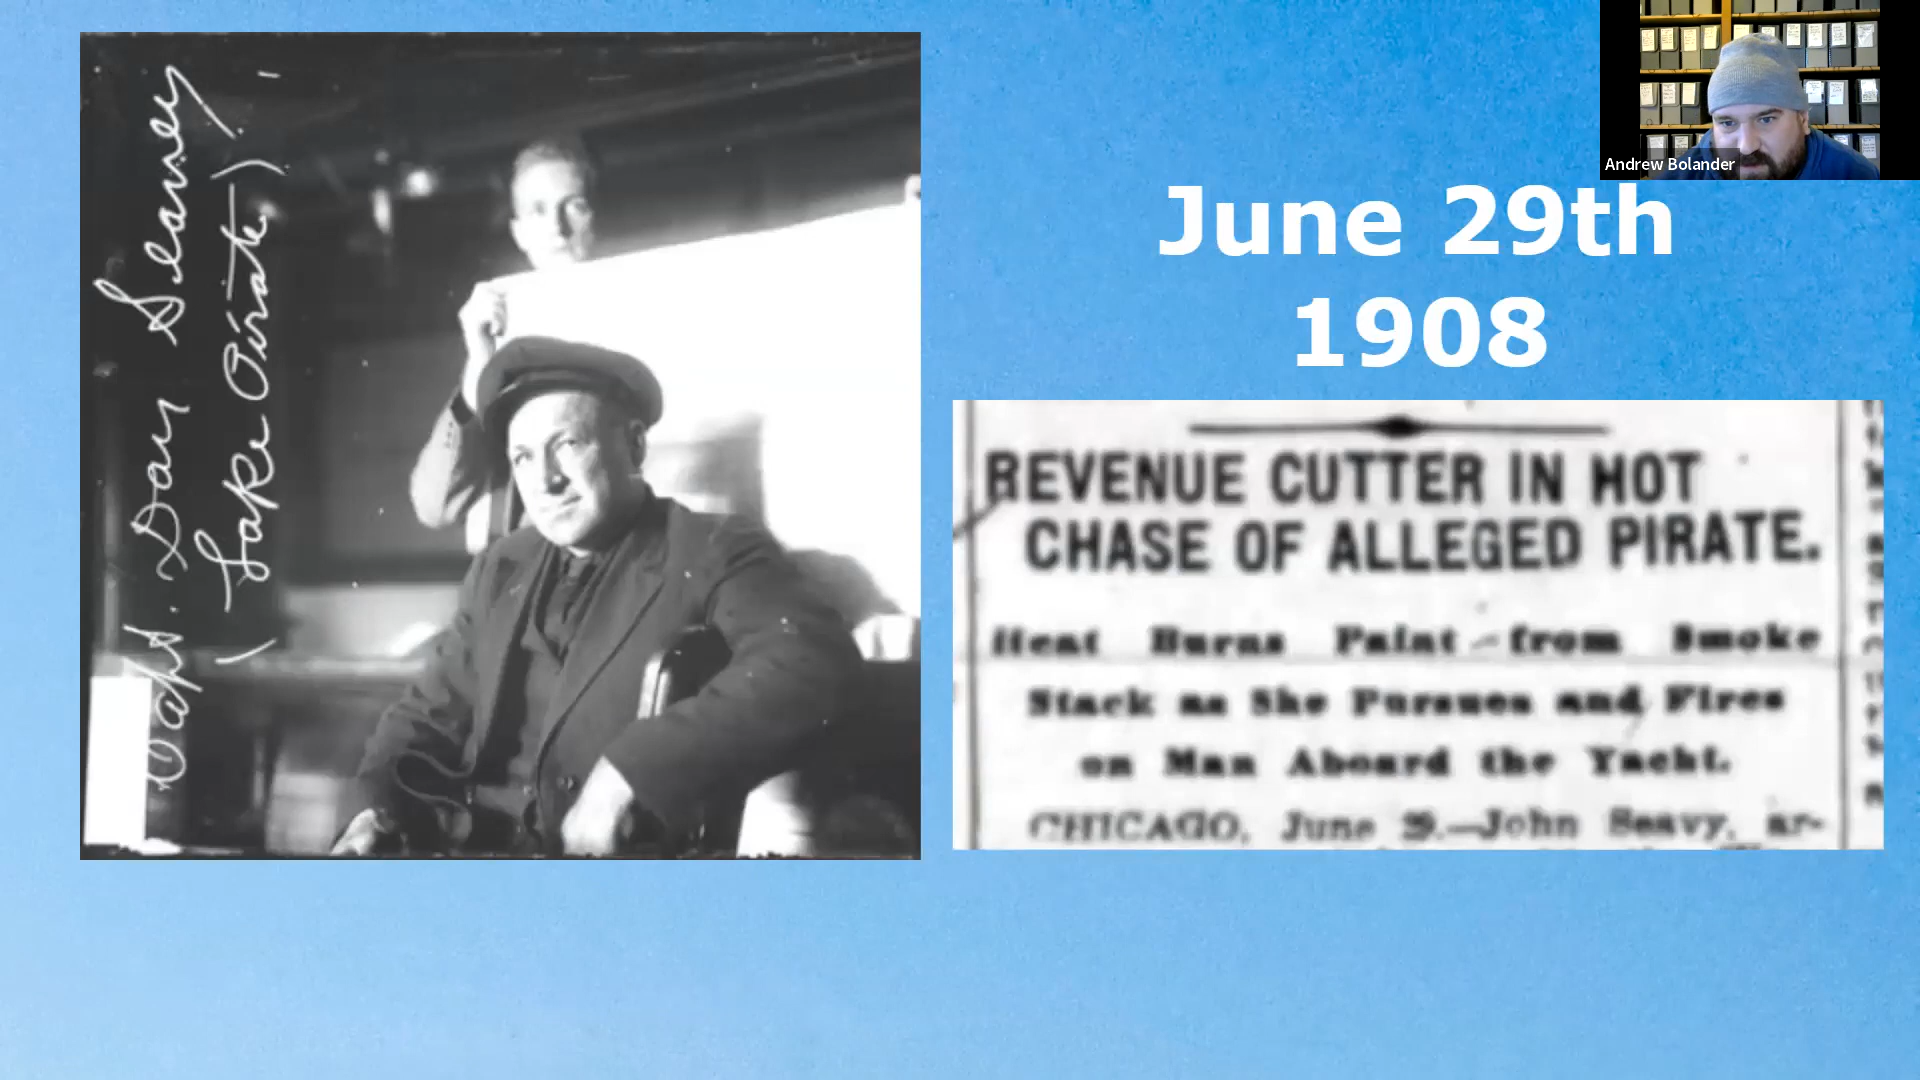 Capt. Dan Seavey
(Lake Pirate)
Andrew Bolander
June 29th
1908
REVENUE CUTTER IN HOT
CHASE OF ALLEGED PIRATE.
Heat Burns Paint from Smoke
Stack as She Pursues and Fires
on Man Aboard the Yacht.
CHICAGO, June 29.—John Seavy, ar-